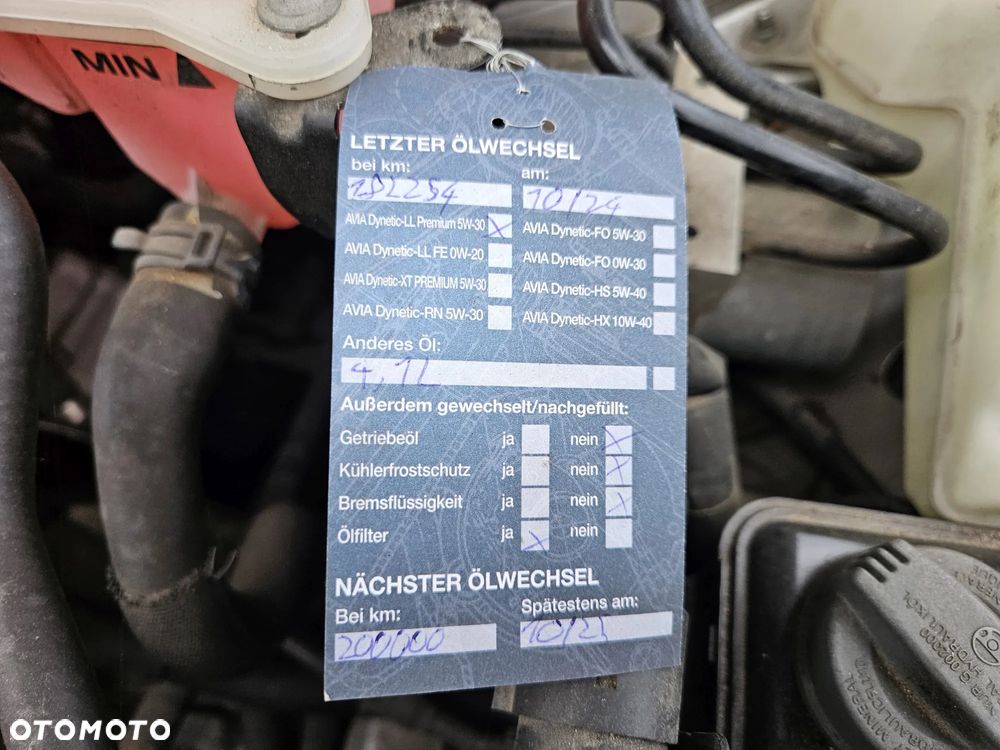 MIN
LETZTER ÖLWECHSEL
bei km: am:
10/24
AVIA Dynetic-LL Premium 5W-30 X AVIA Dynetic-FO 5W-30
AVIA Dynetic-LL FE 0W-20 AVIA Dynetic-FO 0W-30
AVIA Dynetic-XT PREMIUM 5W-30 AVIA Dynetic-HS 5W-40
AVIA Dynetic-RN 5W-30 AVIA Dynetic-HX 10W-40
Anderes Öl:
4,1L
Außerdem gewechselt/nachgefüllt:
Getriebeöl ja nein X
Kühlerfrostschutz ja nein X
Bremsflüssigkeit ja nein X
Ölfilter ja X nein
NÄCHSTER ÖLWECHSEL
Bei km: Spätestens am:
200000 10/25
G 002000
MINERAL
OTOMOTO